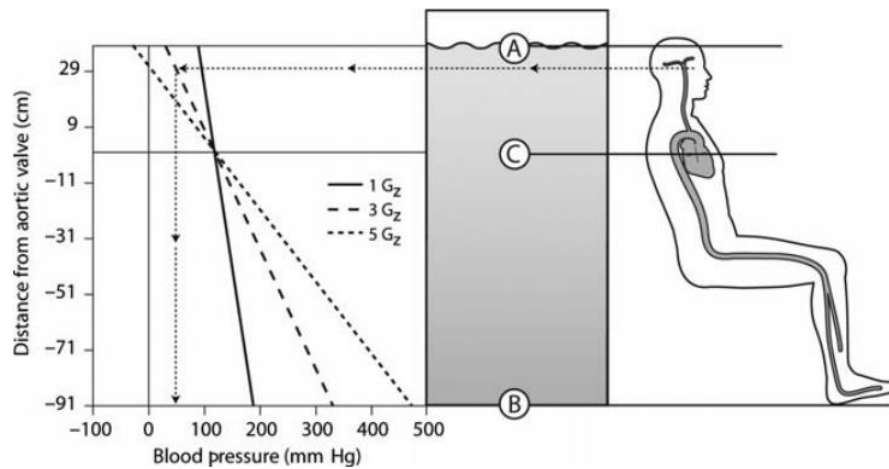 Distance from aortic valve (cm)
29
9
−11
−31
−51
−71
−91
−100
0
100
200
300
400
500
Blood pressure (mm Hg)
1 Gz
3 Gz
5 Gz
A
C
B